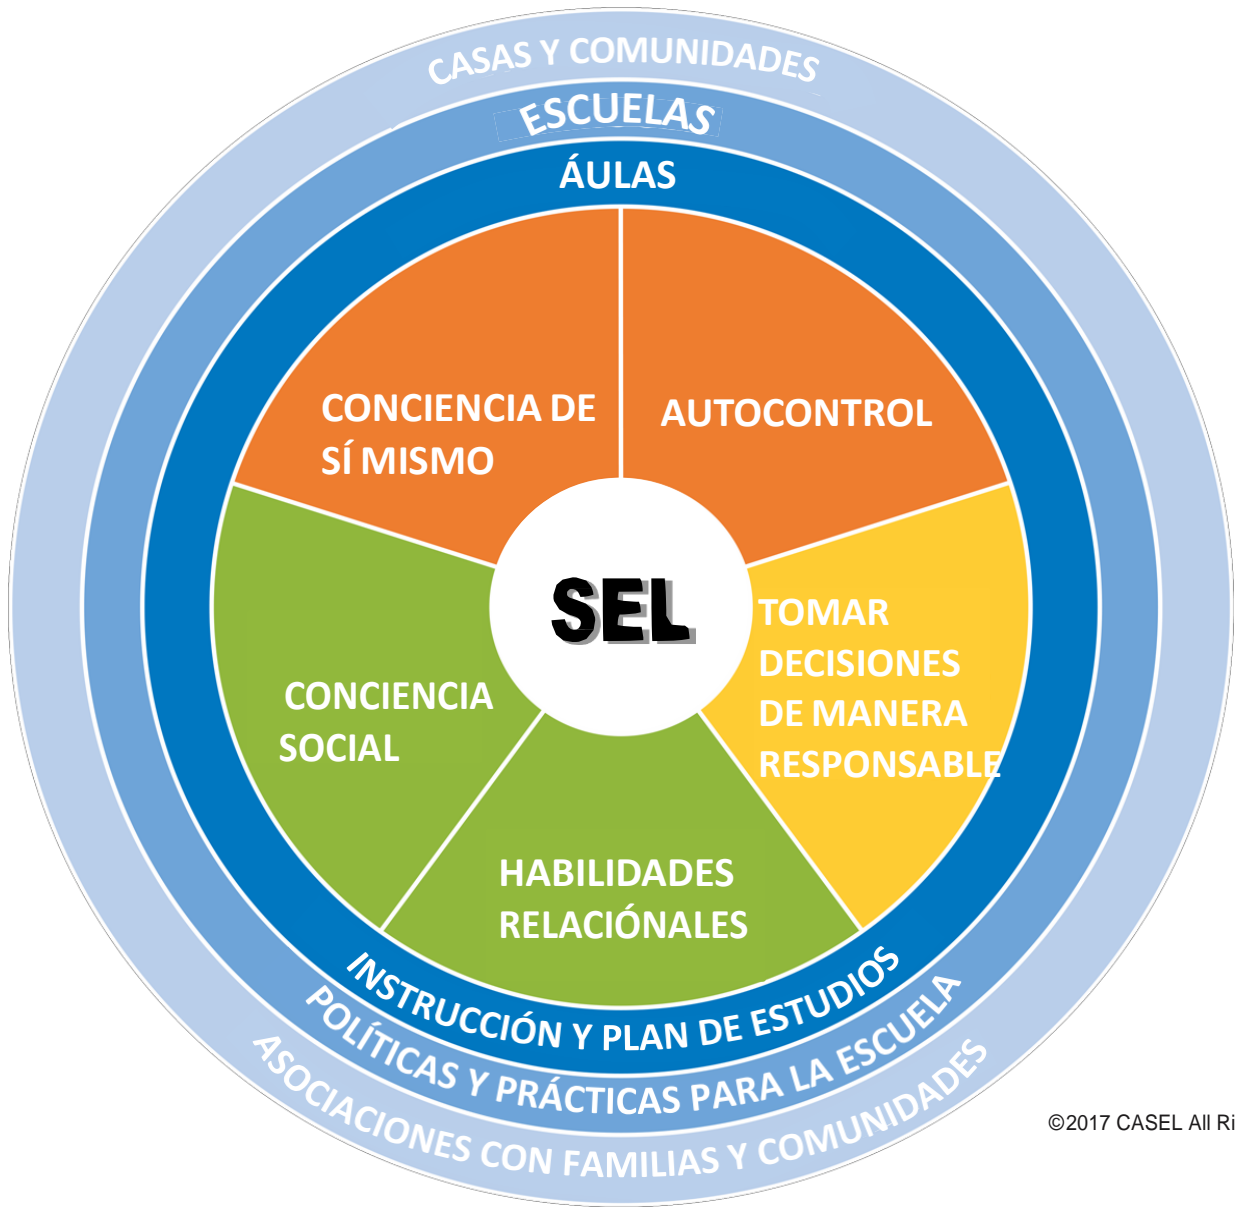 CASAS Y COMUNIDADES
ESCUELAS
ÁULAS
CONCIENCIA DE
SÍ MISMO
AUTOCONTROL
SEL
TOMAR
DECISIONES
DE MANERA
RESPONSABLE
CONCIENCIA
SOCIAL
HABILIDADES
RELACIÓNALES
INSTRUCCIÓN Y PLAN DE ESTUDIOS
POLÍTICAS Y PRÁCTICAS PARA LA ESCUELA
ASOCIACIONES CON FAMILIAS Y COMUNIDADES
©2017 CASEL All Ri